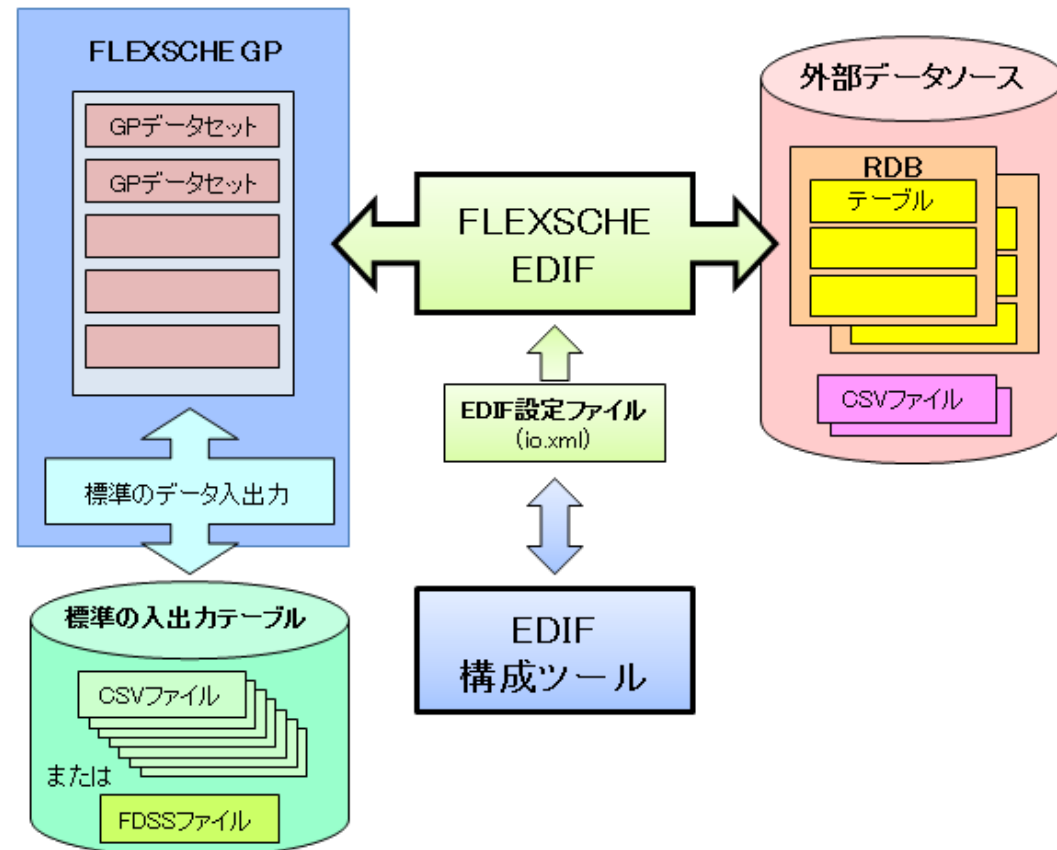 FLEXSCHE GP
GPデータセット
GPデータセット
標準のデータ入出力
標準の入出力テーブル
CSVファイル
または
FDSSファイル
FLEXSCHE
EDIF
EDIF設定ファイル
(io.xml)
EDIF
構成ツール
外部データソース
RDB
テーブル
CSVファイル